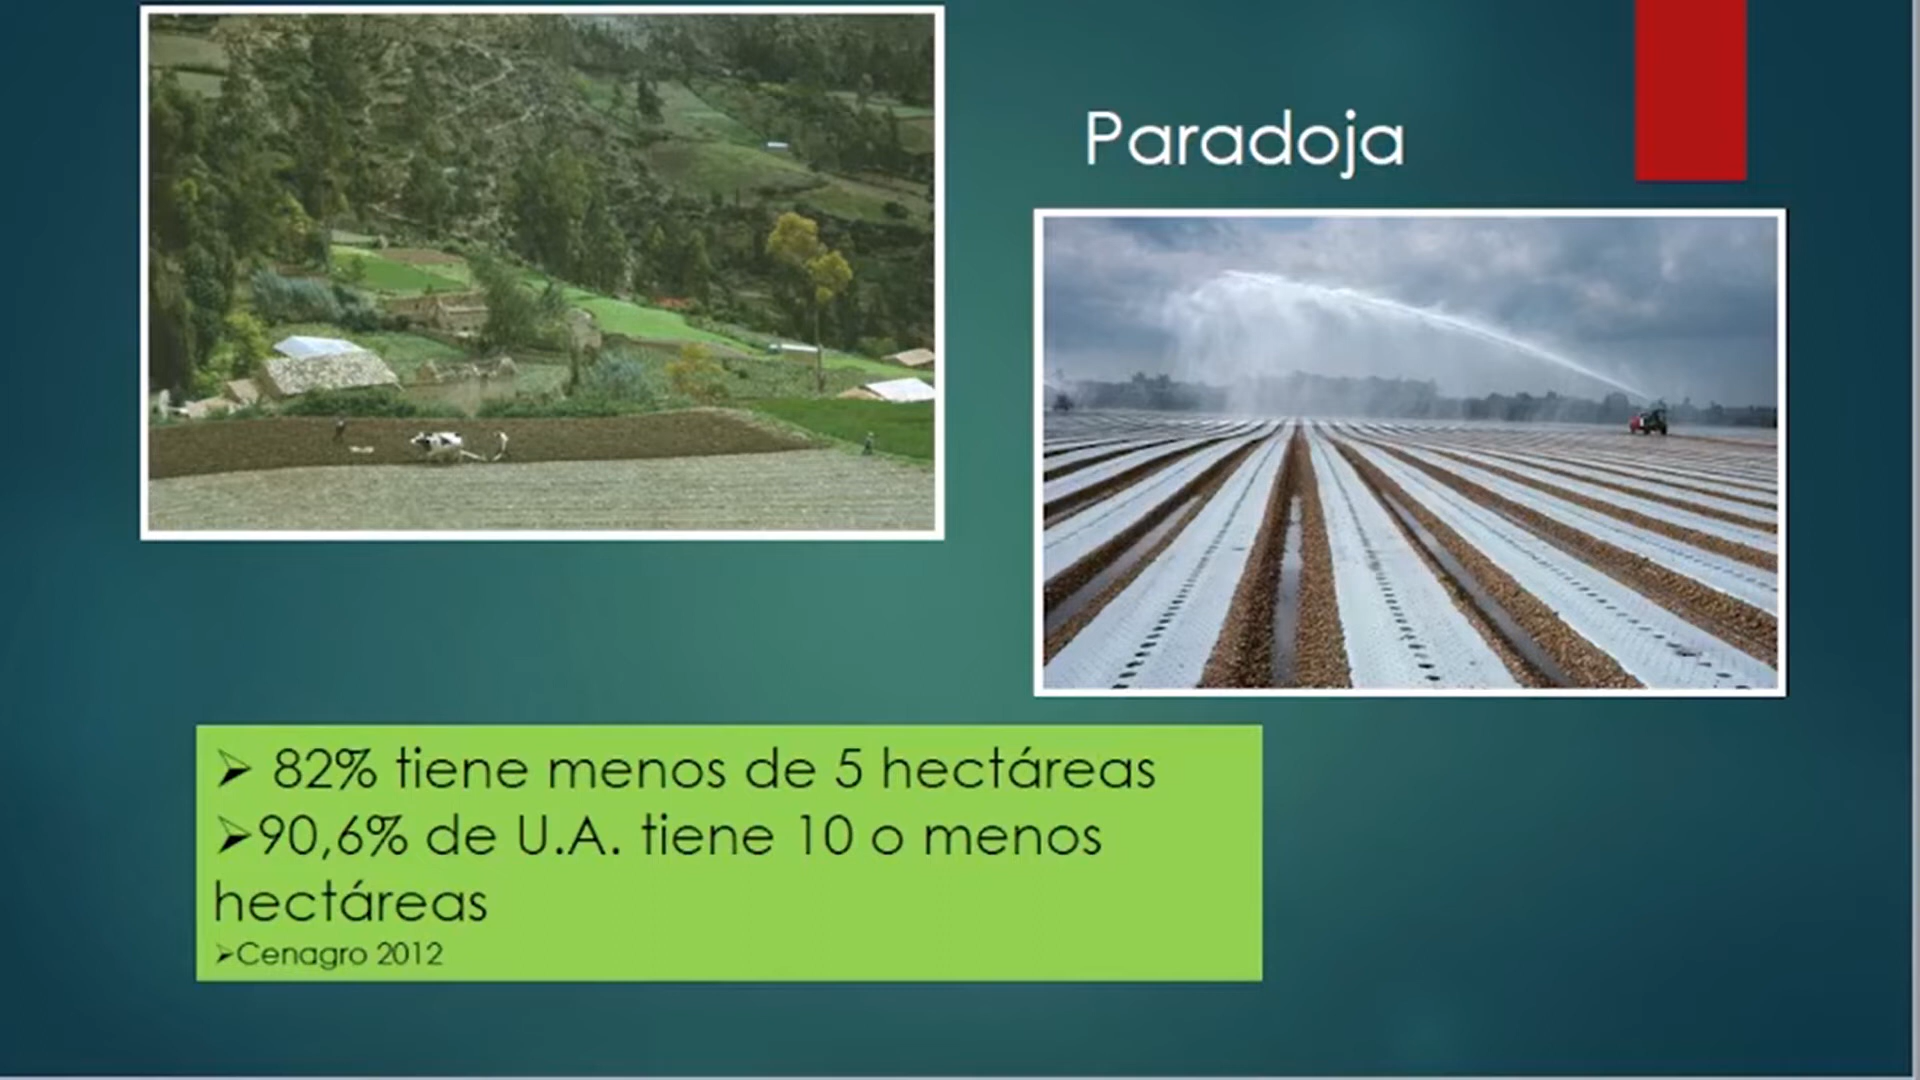 Paradoja
➢ 82% tiene menos de 5 hectáreas
➢90,6% de U.A. tiene 10 o menos
hectáreas
➢Cenagro 2012